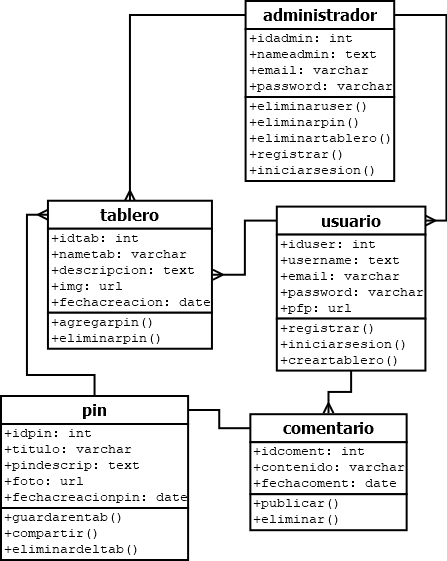 administrador
+idadmin: int
+nameadmin: text
+email: varchar
+password: varchar
+eliminaruser()
+eliminarpin()
+eliminartablero()
+registrar()
+iniciarsesion()
tablero
+idtab: int
+nametab: varchar
+descripcion: text
+img: url
+fechacreacion: date
+agregarpin()
+eliminarpin()
usuario
+iduser: int
+username: text
+email: varchar
+password: varchar
+pfp: url
+registrar()
+iniciarsesion()
+creartablero()
pin
+idpin: int
+titulo: varchar
+pindescrip: text
+foto: url
+fechacreacionpin: date
+guardarentab()
+compartir()
+eliminardeltab()
comentario
+idcoment: int
+contenido: varchar
+fechacoment: date
+publicar()
+eliminar()